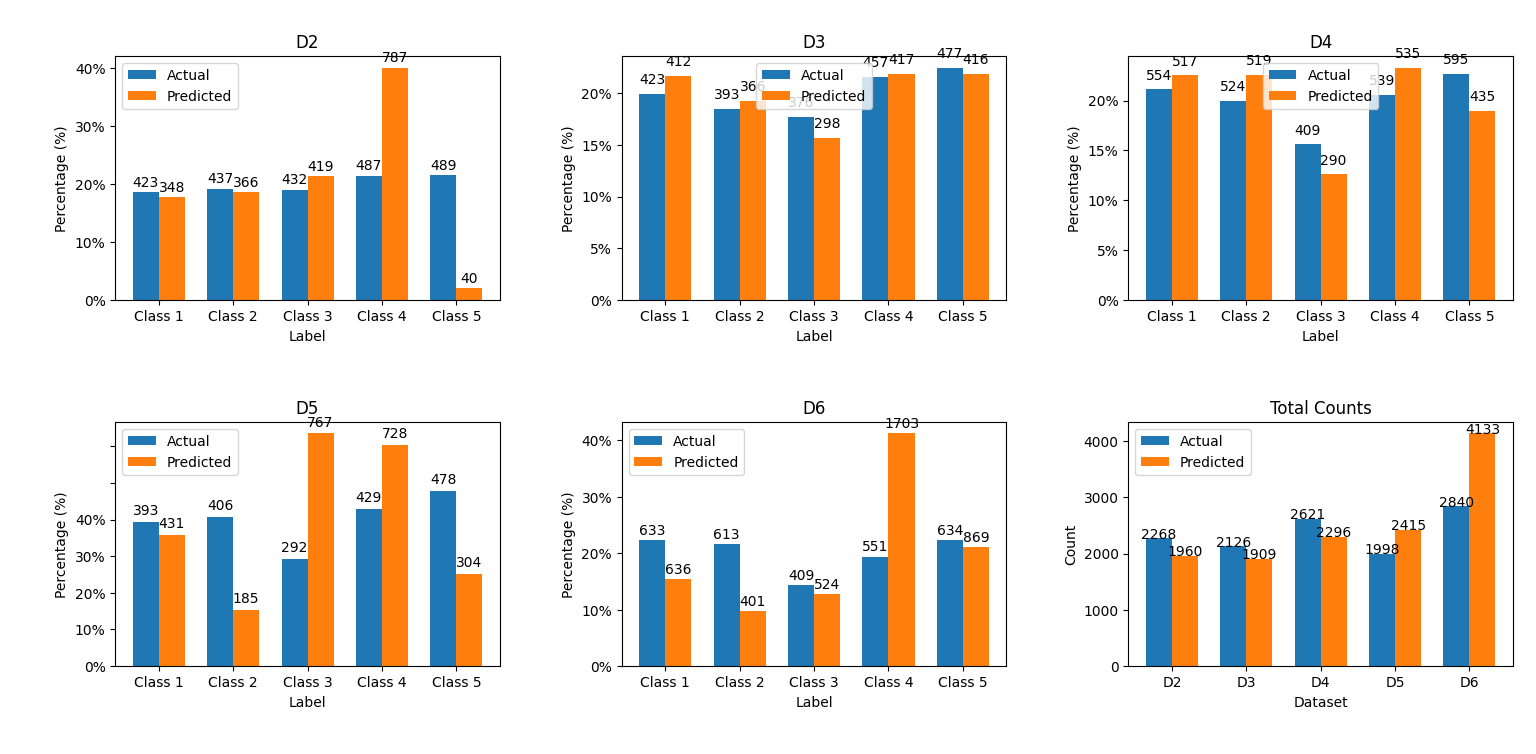 D2
787
40%
Actual
Predicted
30%
20%
10%
0%
423
348
437
366
432
419
487
489
40
Percentage (%)
Class 1 Class 2 Class 3 Class 4 Class 5
Label
D3
Actual
Predicted
20%
15%
10%
5%
0%
423
412
393
366
298
457
417
477
416
Percentage (%)
Class 1 Class 2 Class 3 Class 4 Class 5
Label
D4
Actual
Predicted
20%
15%
10%
5%
0%
554
517
524
519
409
290
539
535
595
435
Percentage (%)
Class 1 Class 2 Class 3 Class 4 Class 5
Label
D5
Actual
Predicted
40%
30%
20%
10%
0%
393
431
406
185
292
767
429
728
478
304
Percentage (%)
Class 1 Class 2 Class 3 Class 4 Class 5
Label
D6
Actual
Predicted
40%
30%
20%
10%
0%
633
636
613
401
409
524
551
1703
634
869
Percentage (%)
Class 1 Class 2 Class 3 Class 4 Class 5
Label
Total Counts
Actual
Predicted
4000
3000
2000
1000
0
2268
1960
2126
1909
2621
2296
1998
2415
2840
4133
Count
D2 D3 D4 D5 D6
Dataset